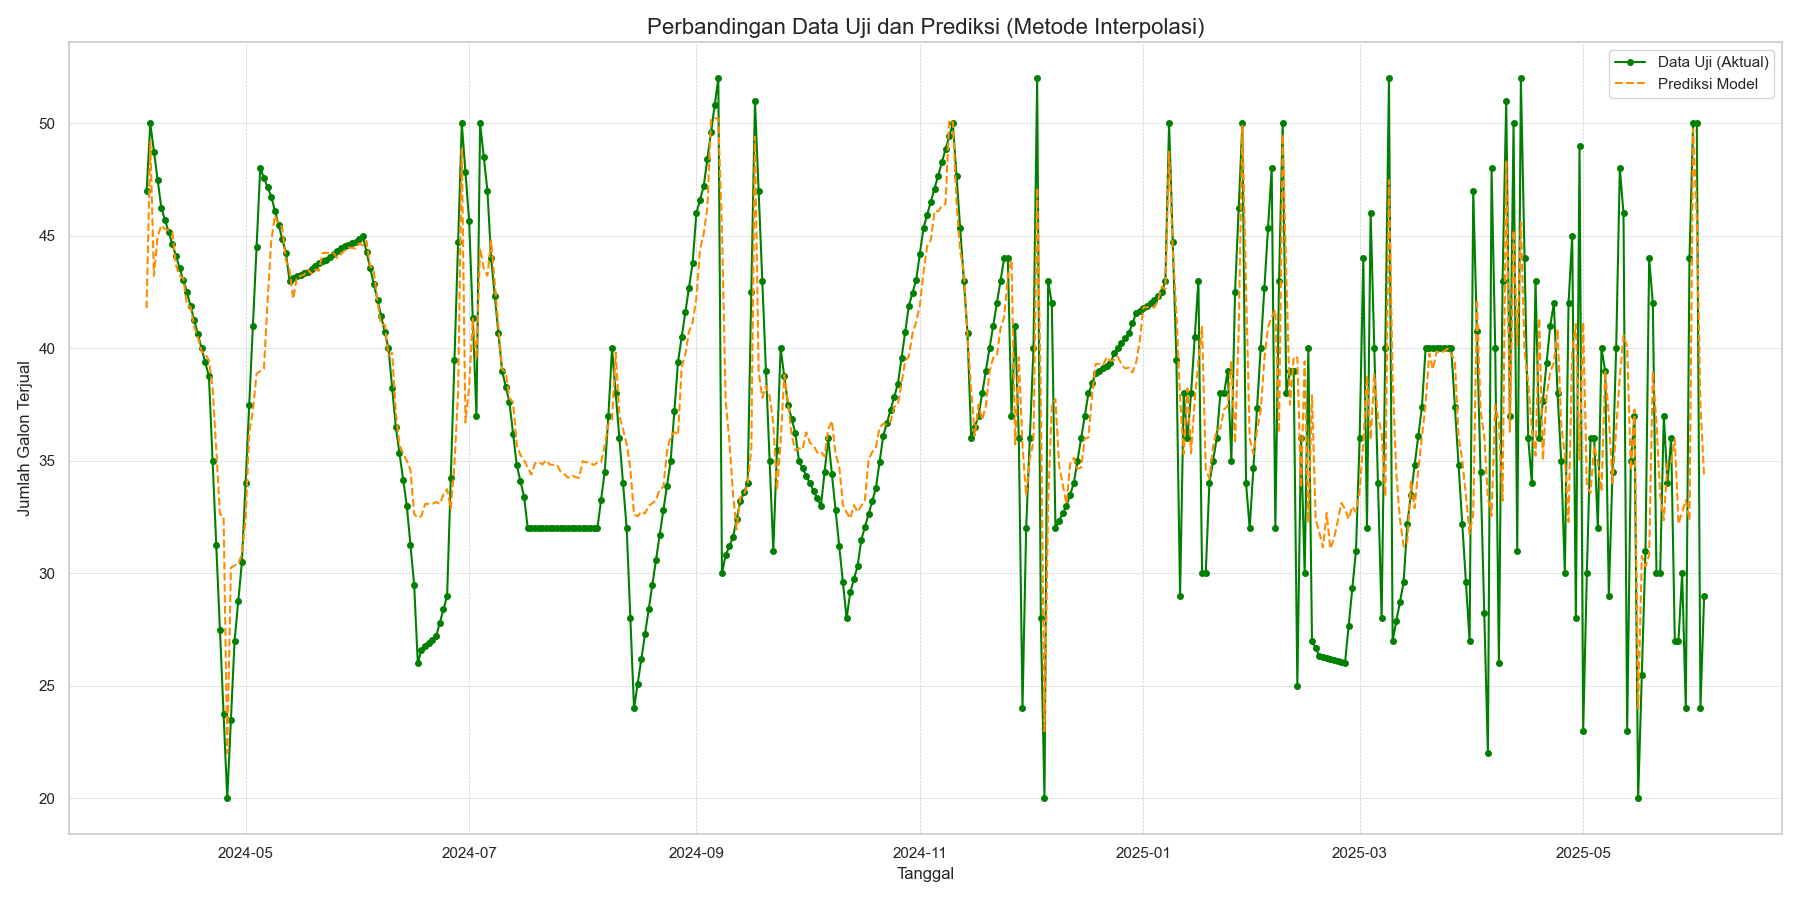 Perbandingan Data Uji dan Prediksi (Metode Interpolasi)
Data Uji (Aktual)
Prediksi Model
Jumlah Galon Terjual
50
45
40
35
30
25
20
2024-05
2024-07
2024-09
2024-11
2025-01
2025-03
2025-05
Tanggal